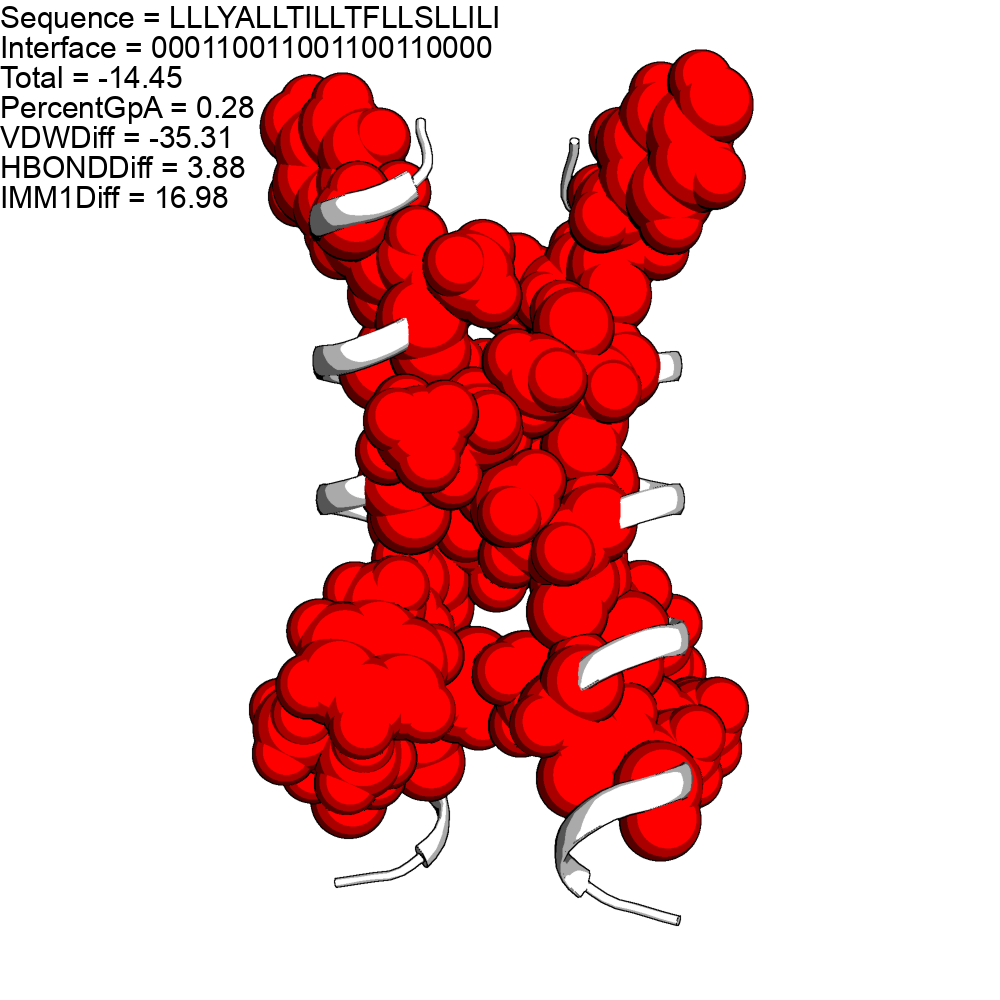 Sequence = LLLYALLTILLTFLLSLLILI
Interface = 000110011001100110000
Total = -14.45
PercentGpA = 0.28
VDWDiff = -35.31
HBONDDiff = 3.88
IMM1Diff = 16.98